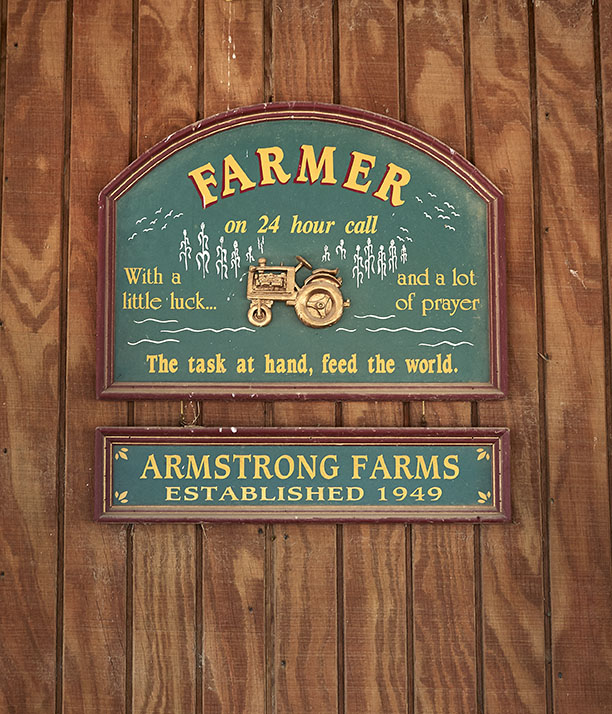 FARMER
on 24 hour call
With a
little luck...
and a lot
of prayer
The task at hand, feed the world.
ARMSTRONG FARMS
ESTABLISHED 1949